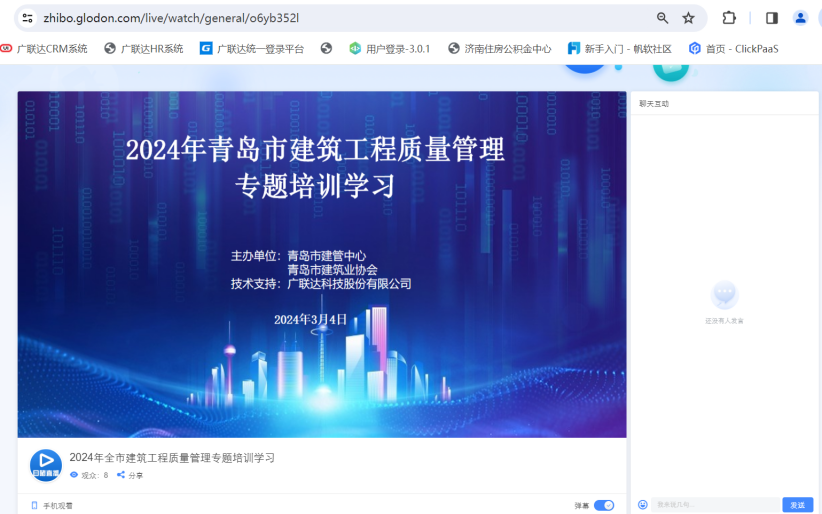 zhibo.glodon.com/live/watch/general/o6yb352l
广联达CRM系统 广联达HR系统 广联达统一登录平台 用户登录-3.0.1 济南住房公积金中心 新手入门 - 帆软社区 首页 - ClickPaaS
聊天互动
2024年青岛市建筑工程质量管理
专题培训学习
主办单位：青岛市建管中心
青岛市建筑业协会
技术支持：广联达科技股份有限公司
2024年3月4日
还没有人发言
2024年全市建筑工程质量管理专题培训学习
观众：8 分享
手机观看 弹幕
发送